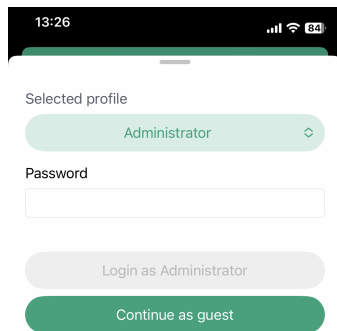 13:26
84
Selected profile
Administrator
Password
Login as Administrator
Continue as guest